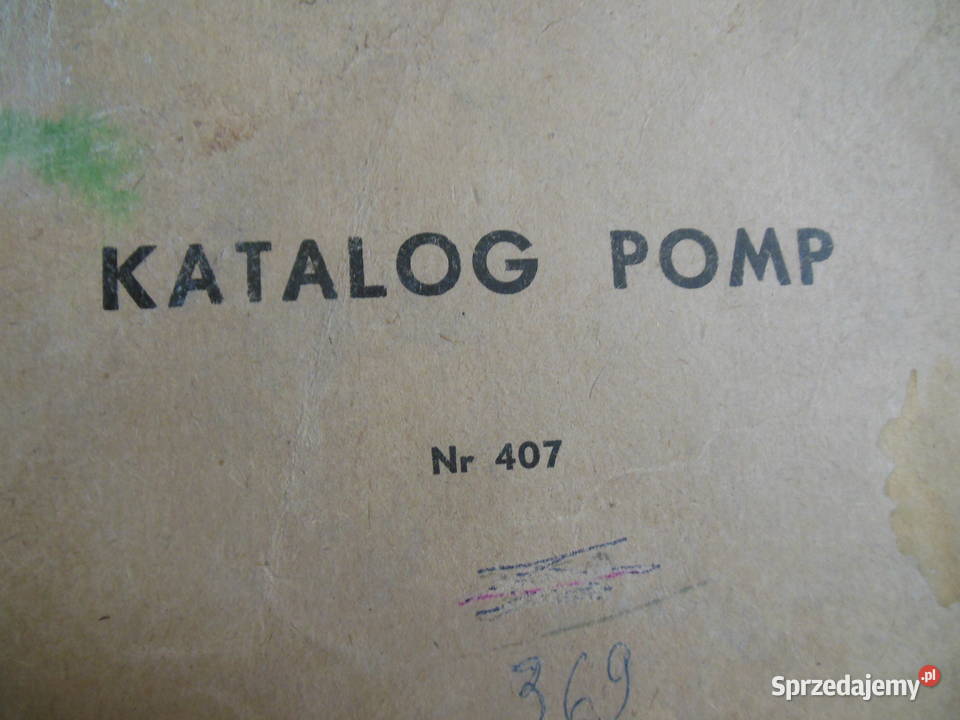 KATALOG POMP
Nr 407
369
Sprzedajemy.pl